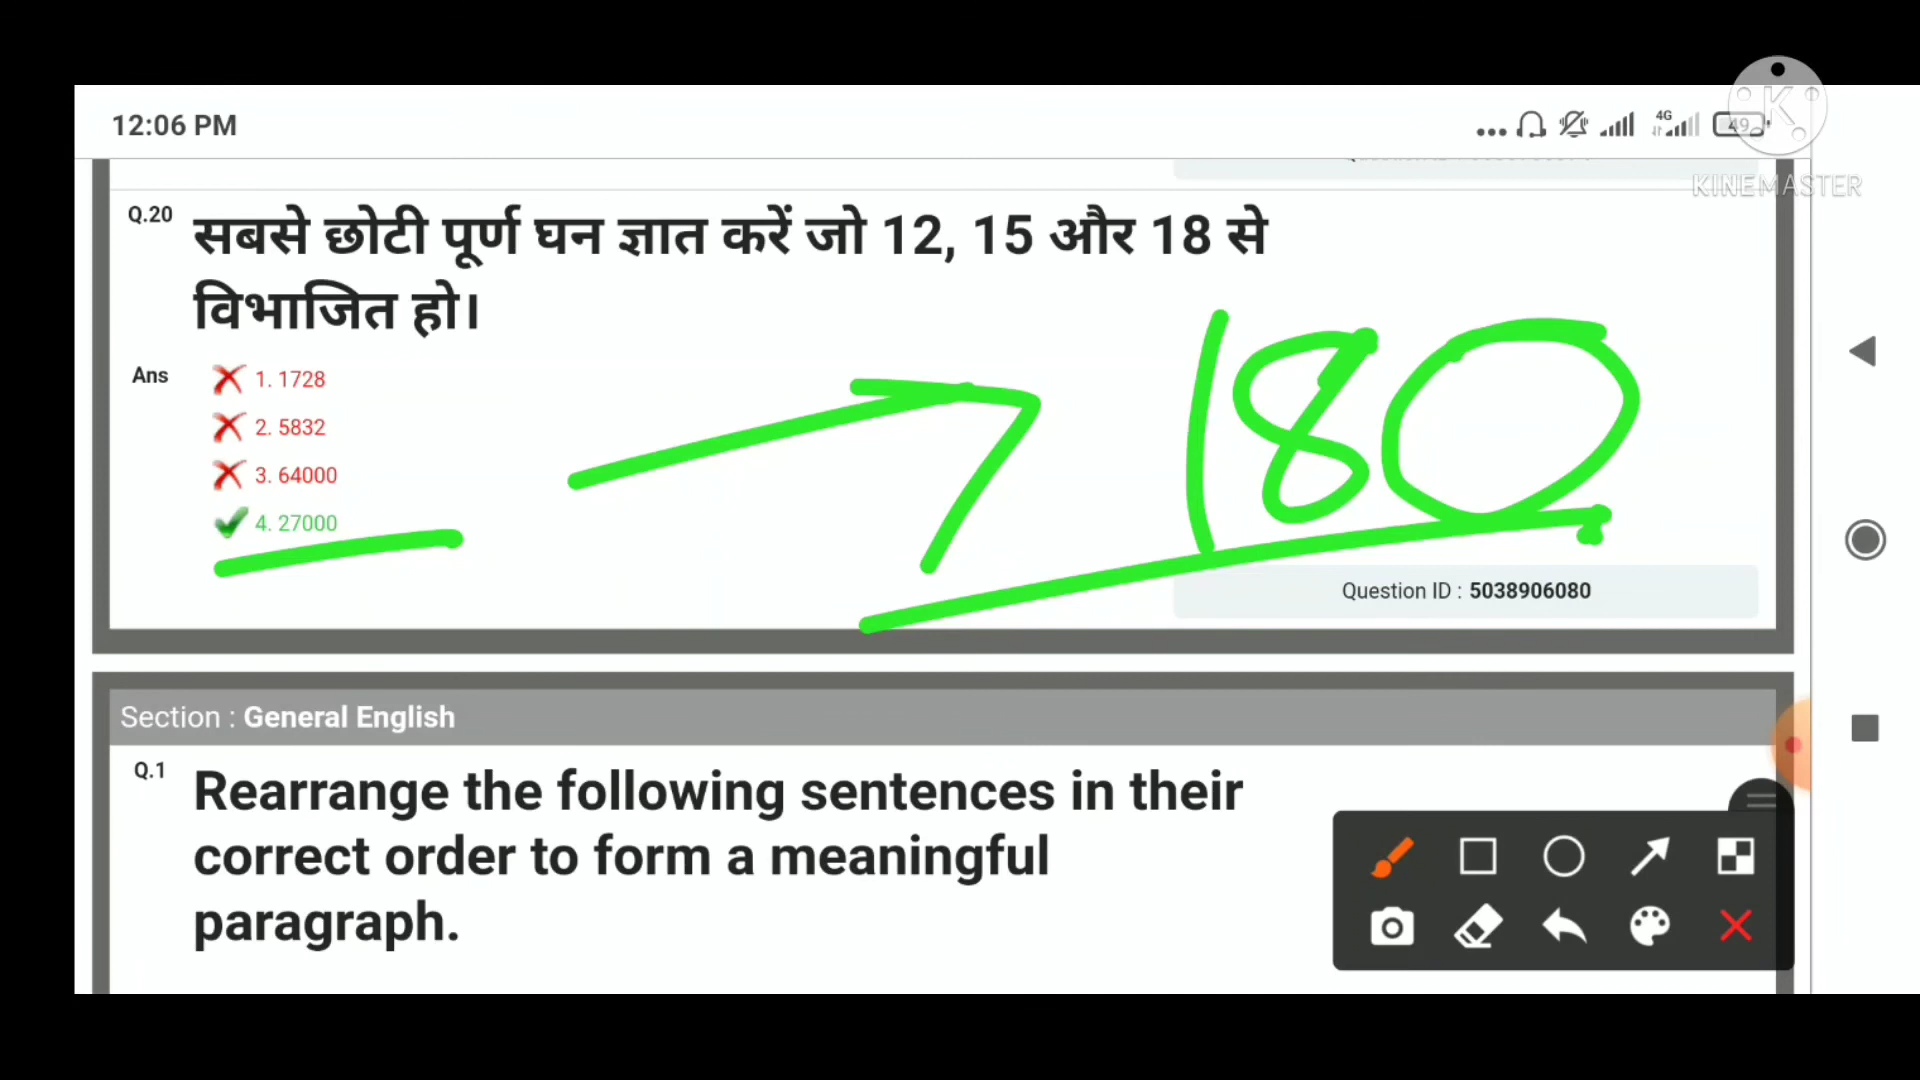 12:06 PM
4G
49
K
KINEMASTER
Q.20 सबसे छोटी पूर्ण घन ज्ञात करें जो 12, 15 और 18 से
विभाजित हो।
Ans
1. 1728
2. 5832
3. 64000
4. 27000
180
Question ID : 5038906080
Section : General English
Q.1 Rearrange the following sentences in their
correct order to form a meaningful
paragraph.